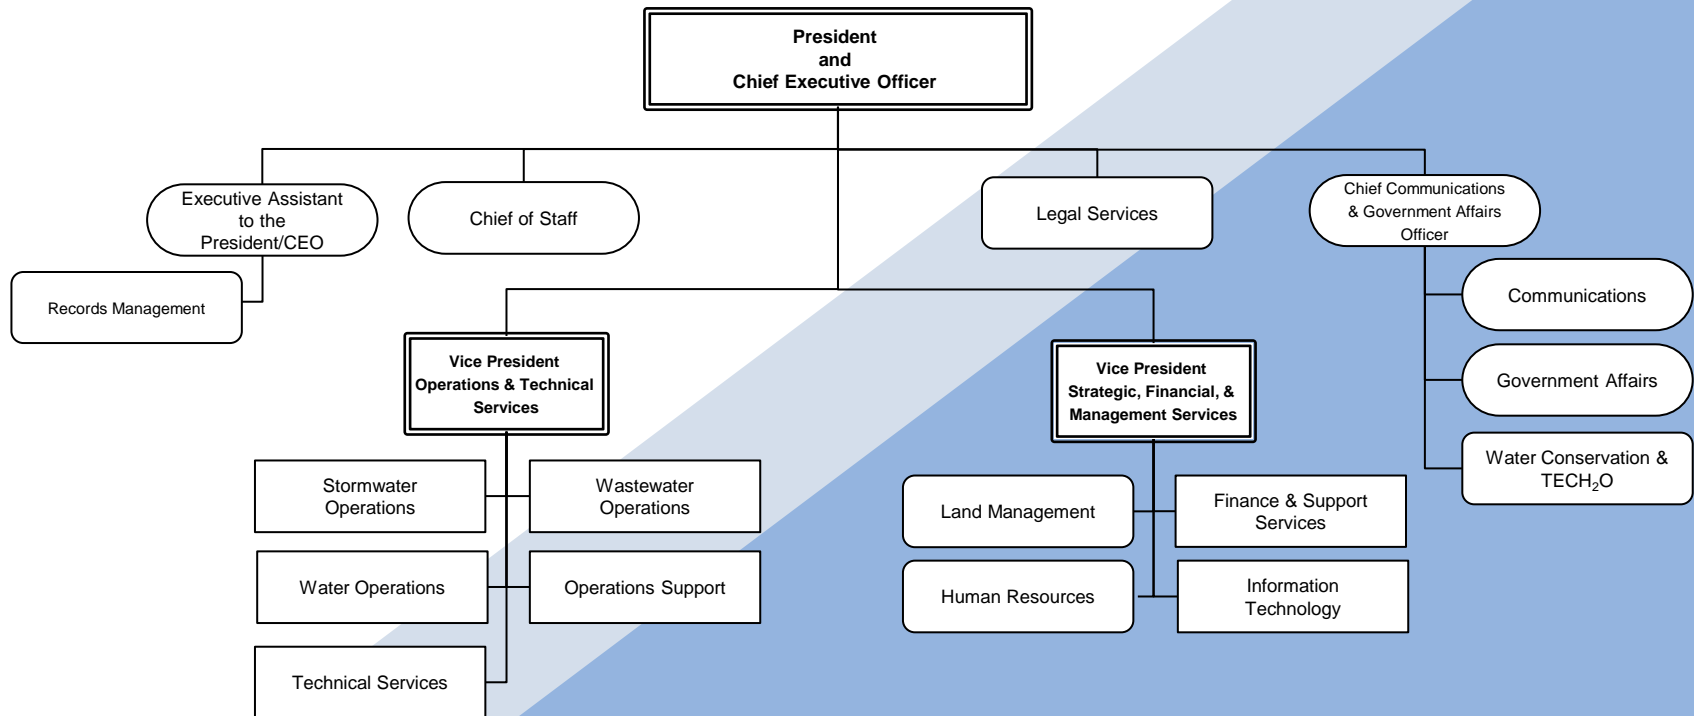 President
and
Chief Executive Officer
Executive Assistant
to the
President/CEO
Chief of Staff
Legal Services
Chief Communications
& Government Affairs
Officer
Records Management
Communications
Government Affairs
Water Conservation &
TECH₂O
Vice President
Operations & Technical
Services
Vice President
Strategic, Financial, &
Management Services
Stormwater
Operations
Wastewater
Operations
Water Operations
Operations Support
Technical Services
Land Management
Finance & Support
Services
Human Resources
Information
Technology